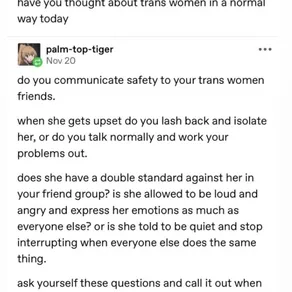 have you thought about trans women in a normal
way today
palm-top-tiger
Nov 20
do you communicate safety to your trans women
friends.
when she gets upset do you lash back and isolate
her, or do you talk normally and work your
problems out.
does she have a double standard against her in
your friend group? is she allowed to be loud and
angry and express her emotions as much as
everyone else? or is she told to be quiet and stop
interrupting when everyone else does the same
thing.
ask yourself these questions and call it out when